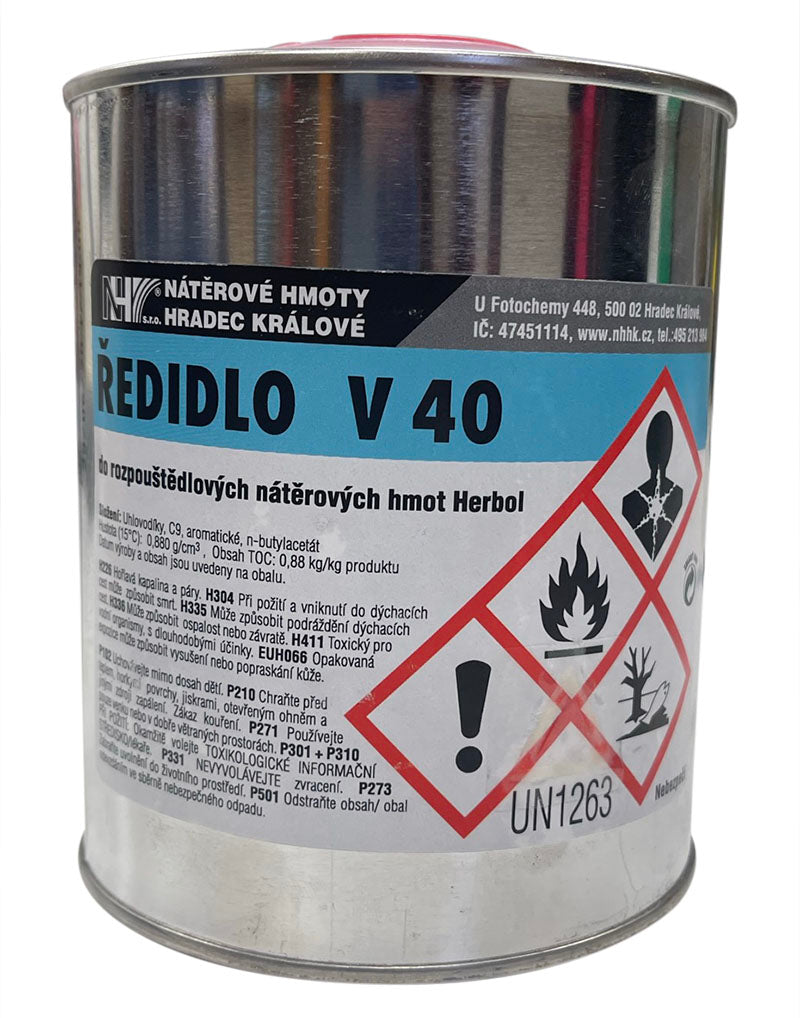 NH ® s.r.o.
NÁTĚROVÉ HMOTY
HRADEC KRÁLOVÉ
U Fotochemy 448, 500 02 Hradec Králové,
IČ: 47451114, www.nhhk.cz, tel.:495 213 984
ŘEDIDLO V 40
do rozpouštědlových nátěrových hmot Herbol
Složení: Uhlovodíky, C9, aromatické, n-butylacetát
Hustota (15°C): 0,880 g/cm³, Obsah TOC: 0,88 kg/kg produktu
Datum výroby a obsah jsou uvedeny na obalu.
H226 Hořlavá kapalina a páry. H304 Při požití a vniknutí do dýchacích
cest může způsobit smrt. H335 Může způsobit podráždění dýchacích
cest. H336 Může způsobit ospalost nebo závratě. H411 Toxický pro
vodní organismy, s dlouhodobými účinky. EUH066 Opakovaná
expozice může způsobit vysušení nebo popraskání kůže.
P102 Uchovávejte mimo dosah dětí. P210 Chraňte před
teplem, horkými povrchy, jiskrami, otevřeným ohněm a
jinými zdroji zapálení. Zákaz kouření. P271 Používejte
pouze venku nebo v dobře větraných prostorách. P301 + P310
PŘI POŽITÍ: Okamžitě volejte TOXIKOLOGICKÉ INFORMAČNÍ
STŘEDISKO/lékaře. P331 NEVYVOLÁVEJTE zvracení. P273
Zabraňte uvolnění do životního prostředí. P501 Odstraňte obsah/ obal
odevzdáním ve sběrně nebezpečného odpadu.
UN1263